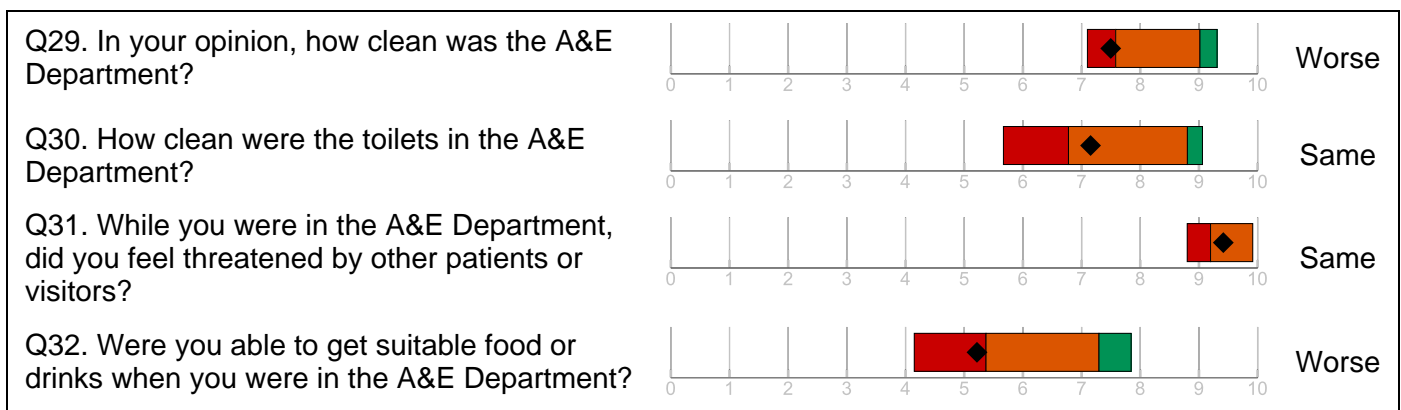 Q29. In your opinion, how clean was the A&E
Department?
0 1 2 3 4 5 6 7 8 9 10
Worse
Q30. How clean were the toilets in the A&E
Department?
0 1 2 3 4 5 6 7 8 9 10
Same
Q31. While you were in the A&E Department,
did you feel threatened by other patients or
visitors?
0 1 2 3 4 5 6 7 8 9 10
Same
Q32. Were you able to get suitable food or
drinks when you were in the A&E Department?
0 1 2 3 4 5 6 7 8 9 10
Worse